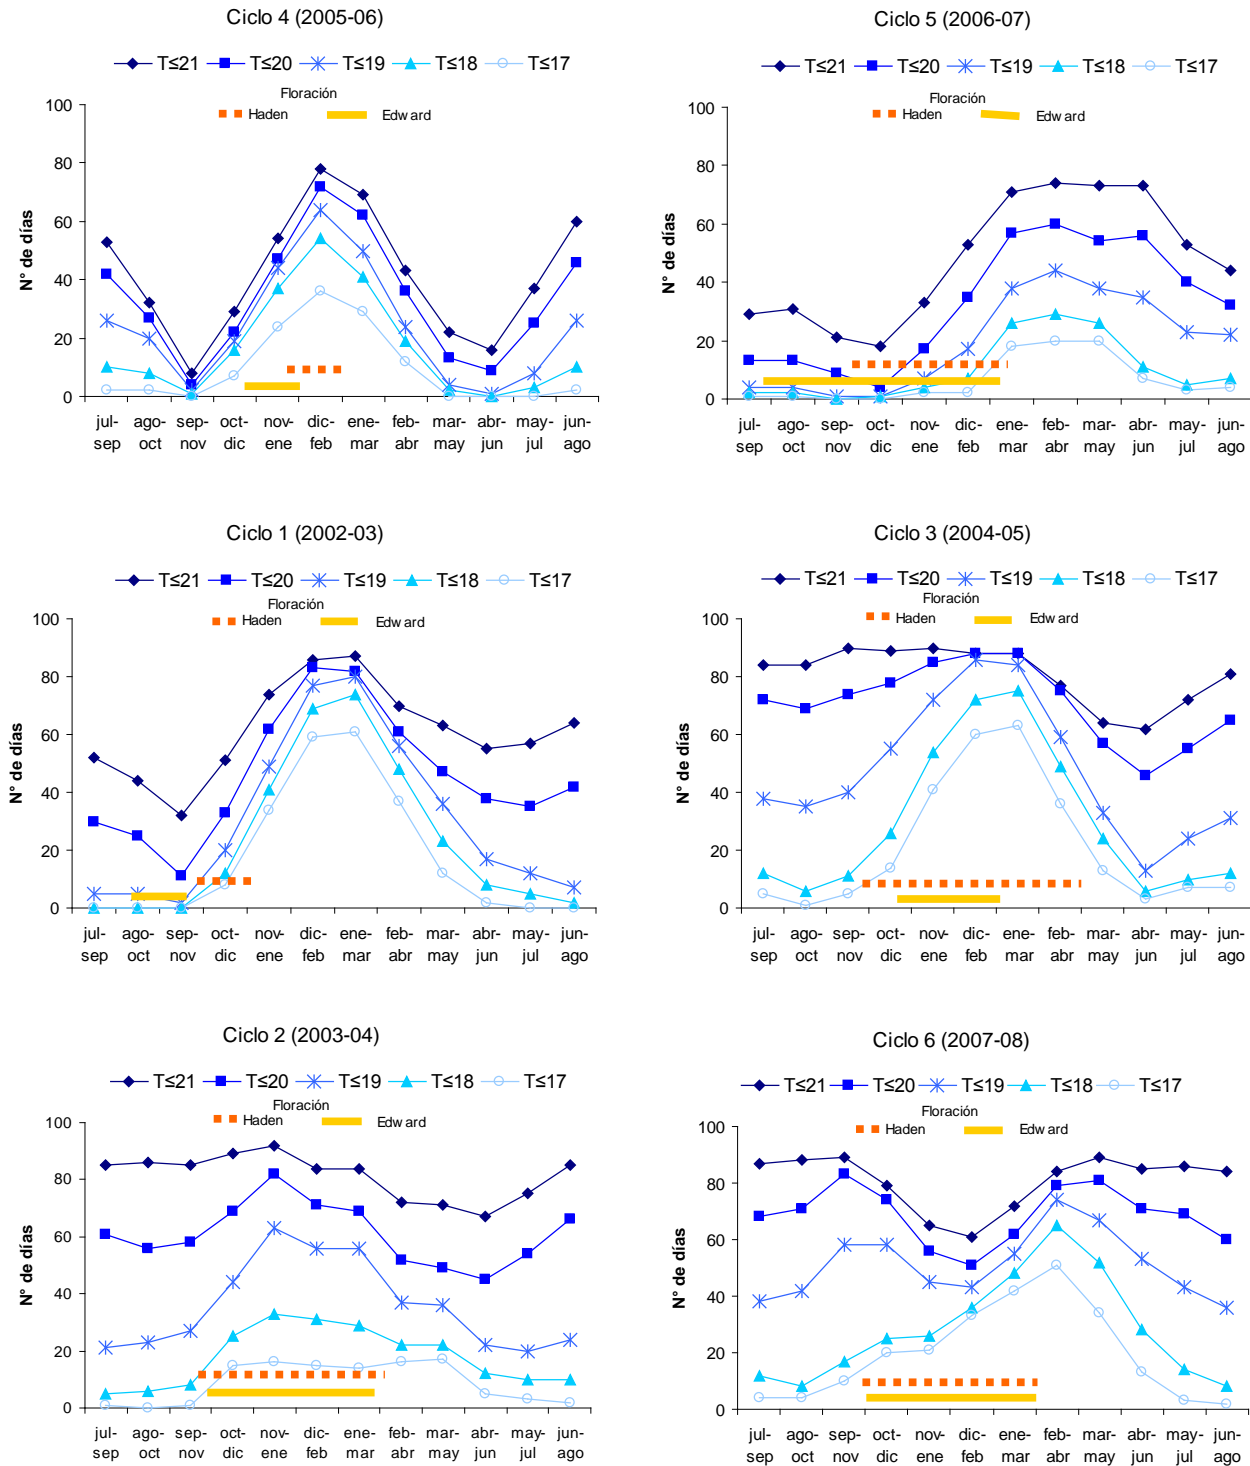 Ciclo 4 (2005-06)
T≤21 T≤20 T≤19 T≤18 T≤17
Floración
Haden Edward
N° de días
100
80
60
40
20
0
jul- ago- sep- oct- nov- dic- ene- feb- mar- abr- may- jun-
sep oct nov dic ene feb mar abr may jun jul ago
Ciclo 5 (2006-07)
T≤21 T≤20 T≤19 T≤18 T≤17
Floración
Haden Edward
N° de días
100
80
60
40
20
0
jul- ago- sep- oct- nov- dic- ene- feb- mar- abr- may- jun-
sep oct nov dic ene feb mar abr may jun jul ago
Ciclo 1 (2002-03)
T≤21 T≤20 T≤19 T≤18 T≤17
Floración
Haden Edward
N° de días
100
80
60
40
20
0
jul- ago- sep- oct- nov- dic- ene- feb- mar- abr- may- jun-
sep oct nov dic ene feb mar abr may jun jul ago
Ciclo 3 (2004-05)
T≤21 T≤20 T≤19 T≤18 T≤17
Floración
Haden Edward
N° de días
100
80
60
40
20
0
jul- ago- sep- oct- nov- dic- ene- feb- mar- abr- may- jun-
sep oct nov dic ene feb mar abr may jun jul ago
Ciclo 2 (2003-04)
T≤21 T≤20 T≤19 T≤18 T≤17
Floración
Haden Edward
N° de días
100
80
60
40
20
0
jul- ago- sep- oct- nov- dic- ene- feb- mar- abr- may- jun-
sep oct nov dic ene feb mar abr may jun jul ago
Ciclo 6 (2007-08)
T≤21 T≤20 T≤19 T≤18 T≤17
Floración
Haden Edward
N° de días
100
80
60
40
20
0
jul- ago- sep- oct- nov- dic- ene- feb- mar- abr- may- jun-
sep oct nov dic ene feb mar abr may jun jul ago